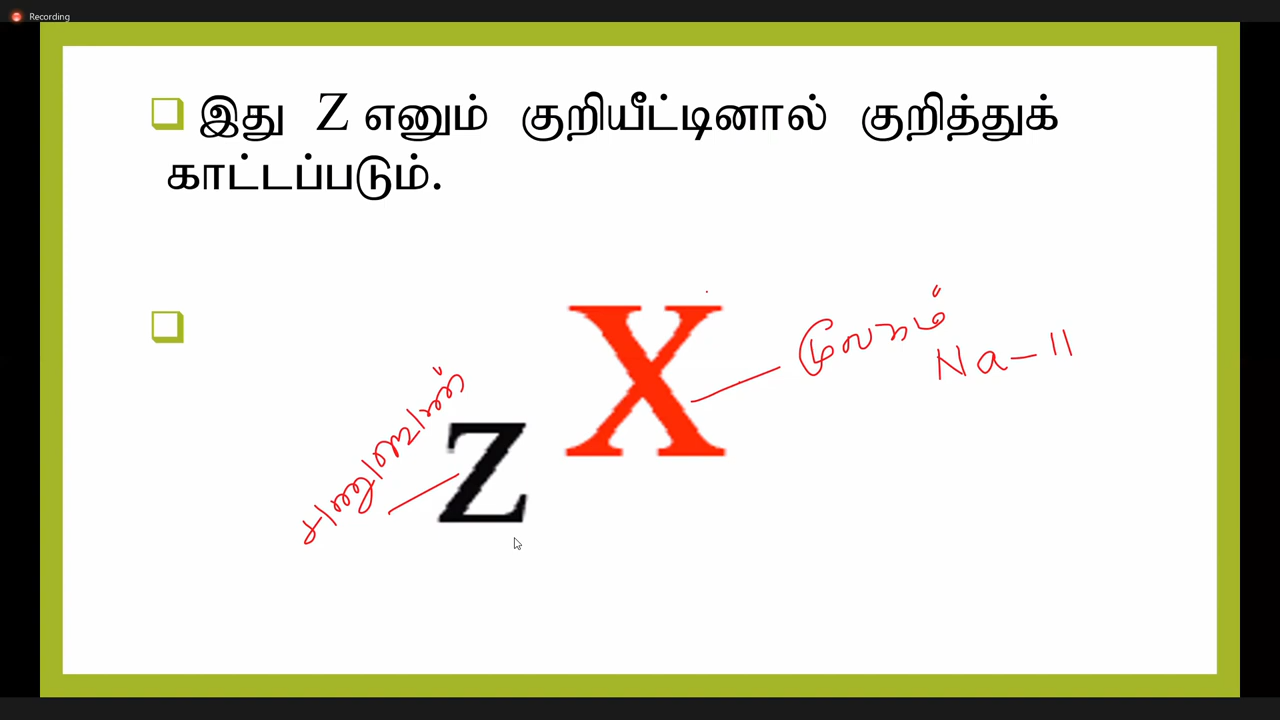 Recording
இது Z எனும் குறியீட்டினால் குறித்துக்
காட்டப்படும்.
X
மூலகம்
Na-11
Z